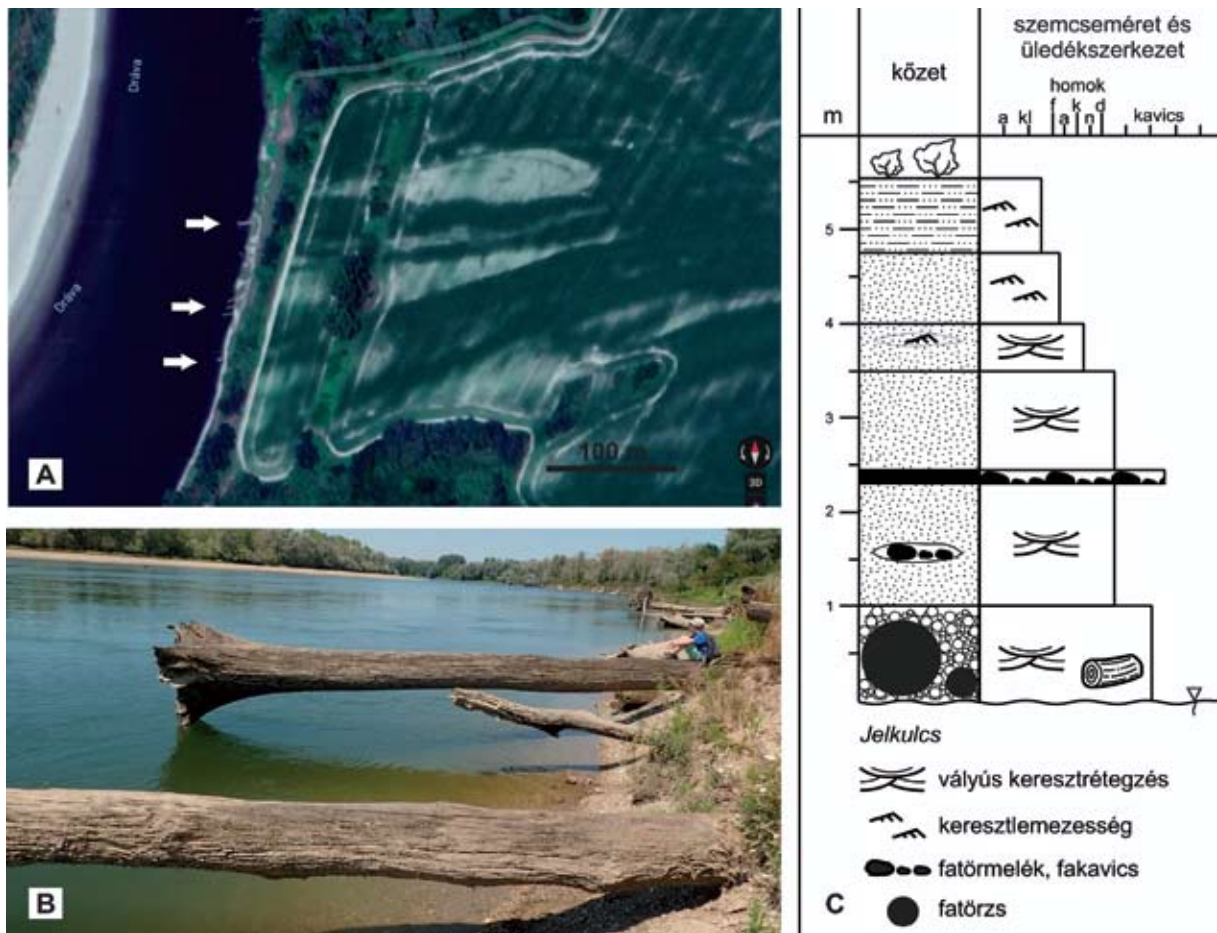 Dráva
Dráva
100 m
3D
A
B
szemcseméret és
üledékszerkezet
kőzet
homok
f k d
m
a kl a n kavics
5
4
3
2
1
Jelkulcs
vályús keresztrétegzés
keresztlemezesség
fatörmelék, fakavics
fatörzs
C